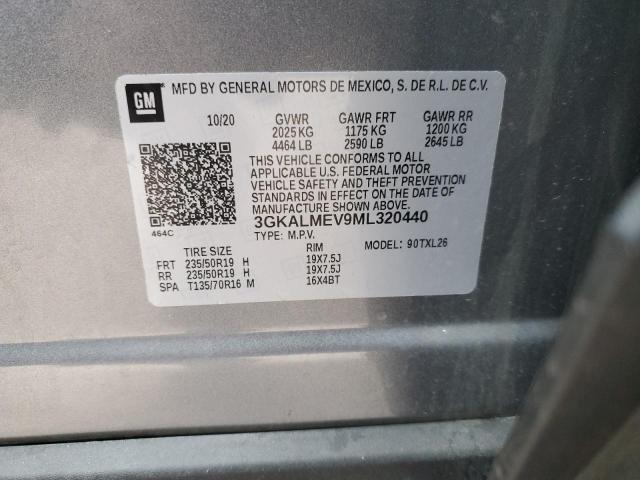 GM
MFD BY GENERAL MOTORS DE MEXICO, S. DE R.L. DE C.V.
10/20 GVWR GAWR FRT GAWR RR
2025 KG 1175 KG 1200 KG
4464 LB 2590 LB 2645 LB
THIS VEHICLE CONFORMS TO ALL
APPLICABLE U.S. FEDERAL MOTOR
VEHICLE SAFETY AND THEFT PREVENTION
STANDARDS IN EFFECT ON THE DATE OF
MANUFACTURE SHOWN ABOVE.
464C 3GKALMEV9ML320440
TYPE: M.P.V. MODEL: 90TXL26
TIRE SIZE RIM
FRT 235/50R19 H 19X7.5J
RR 235/50R19 H 19X7.5J
SPA T135/70R16 M 16X4BT